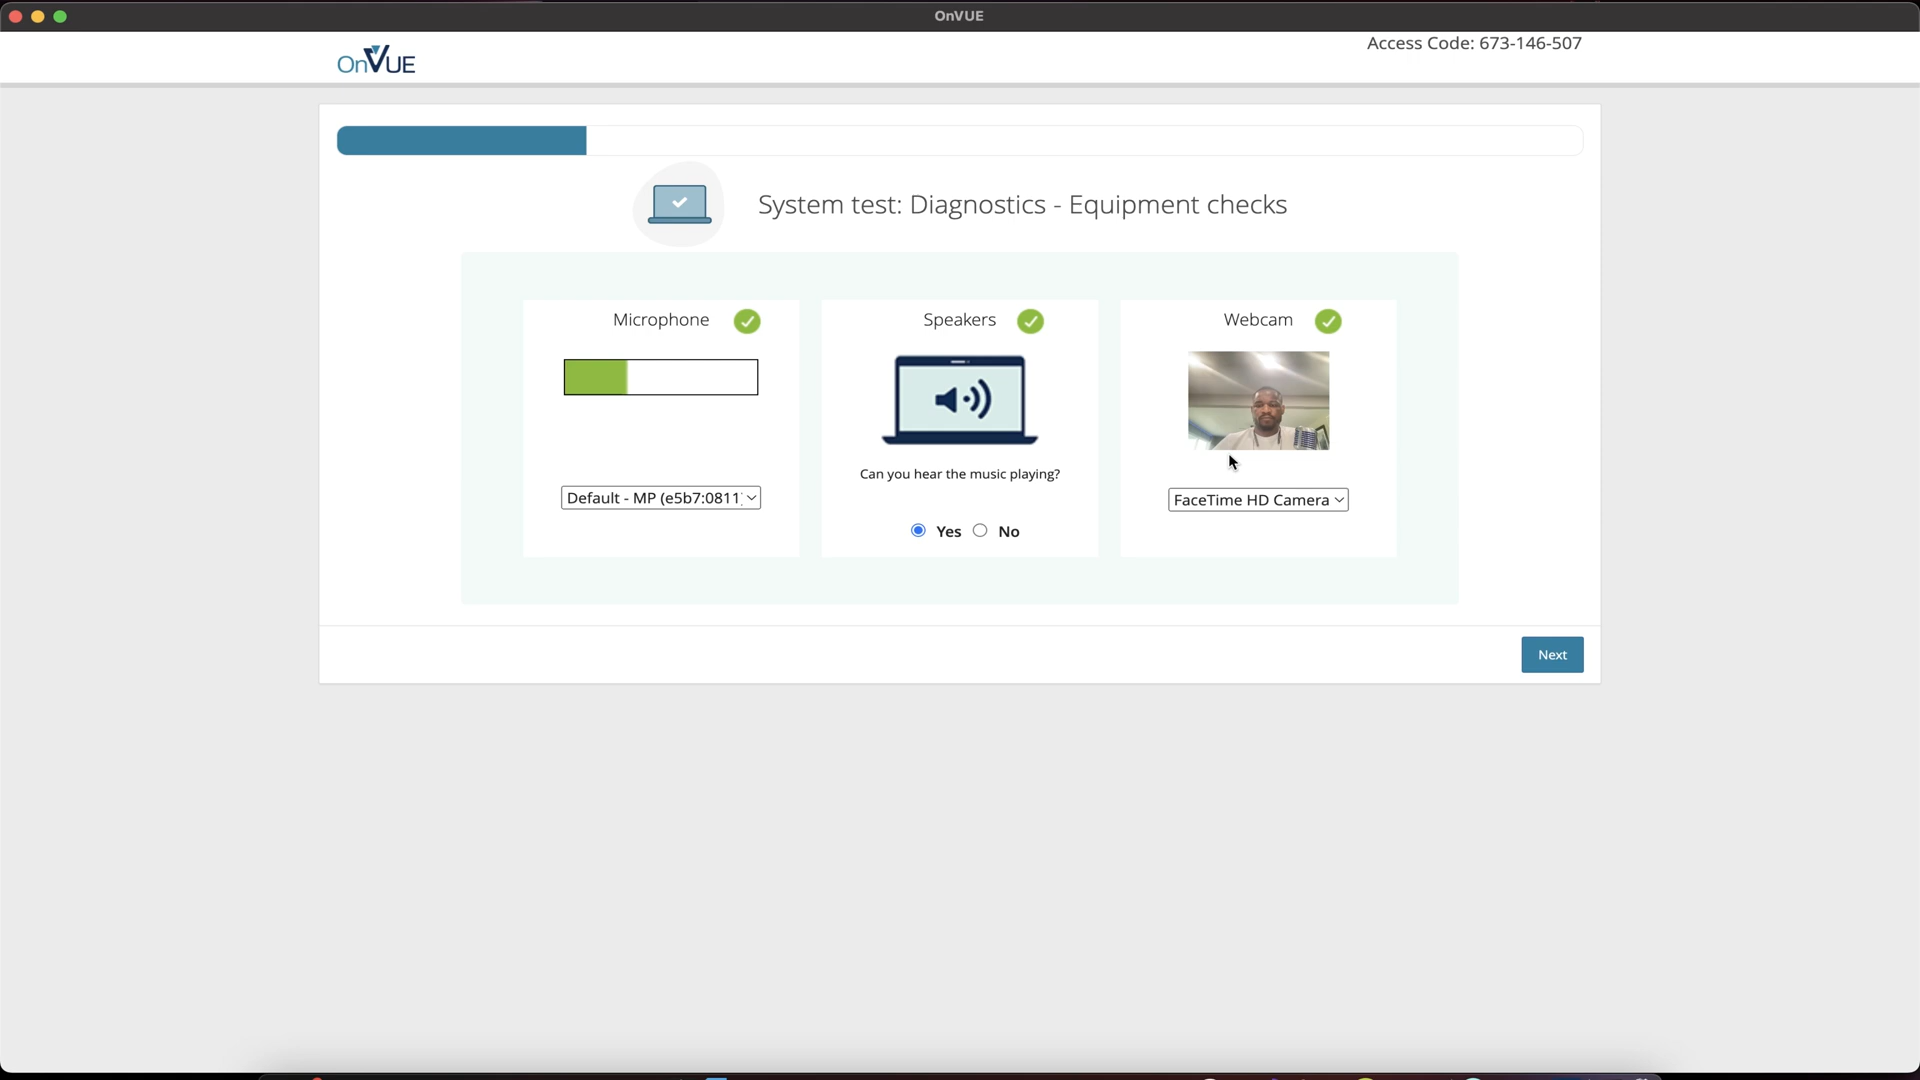 OnVUE
OnVUE
Access Code: 673-146-507
System test: Diagnostics - Equipment checks
Microphone
Speakers
Webcam
Can you hear the music playing?
Default - MP (e5b7:0811
FaceTime HD Camera
Yes
No
Next